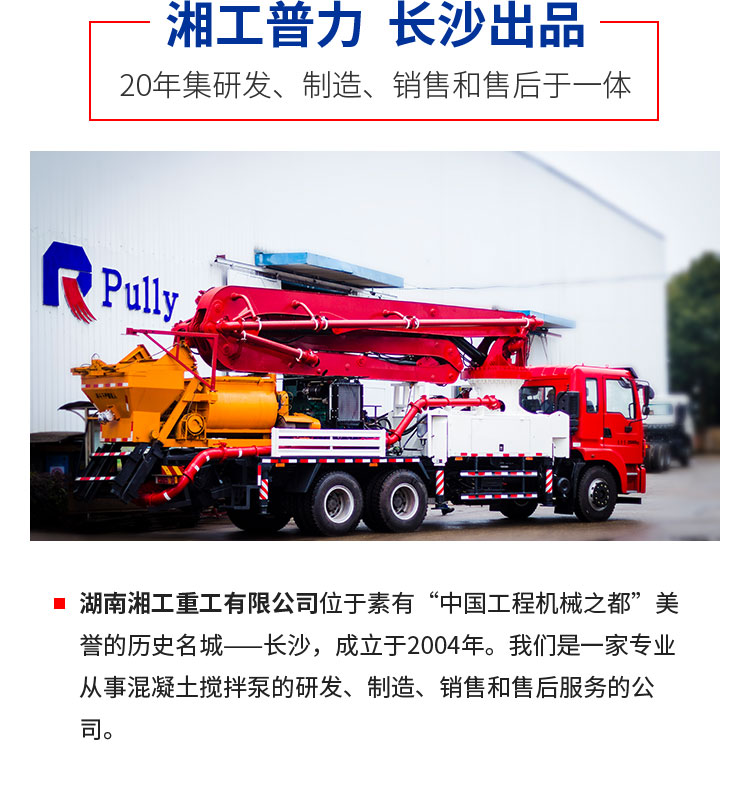 湘工普力 长沙出品
20年集研发、制造、销售和售后于一体
Pully
湖南湘工重工有限公司位于素有“中国工程机械之都”美
誉的历史名城——长沙，成立于2004年。我们是一家专业
从事混凝土搅拌泵的研发、制造、销售和售后服务的公
司。